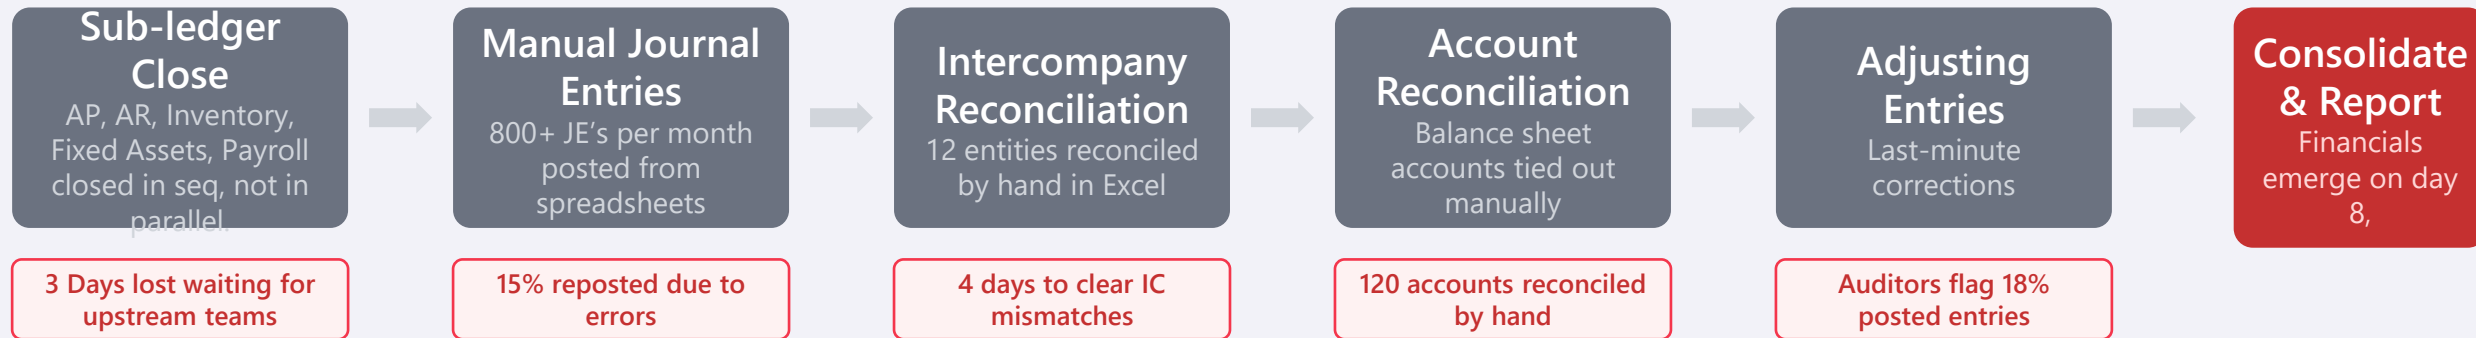 Sub-ledger
Close
AP, AR, Inventory,
Fixed Assets, Payroll
closed in seq, not in
parallel.
3 Days lost waiting for
upstream teams
Manual Journal
Entries
800+ JE’s per month
posted from
spreadsheets
15% reposted due to
errors
Intercompany
Reconciliation
12 entities reconciled
by hand in Excel
4 days to clear IC
mismatches
Account
Reconciliation
Balance sheet
accounts tied out
manually
120 accounts reconciled
by hand
Adjusting
Entries
Last-minute
corrections
Auditors flag 18%
posted entries
Consolidate
& Report
Financials
emerge on day
8,